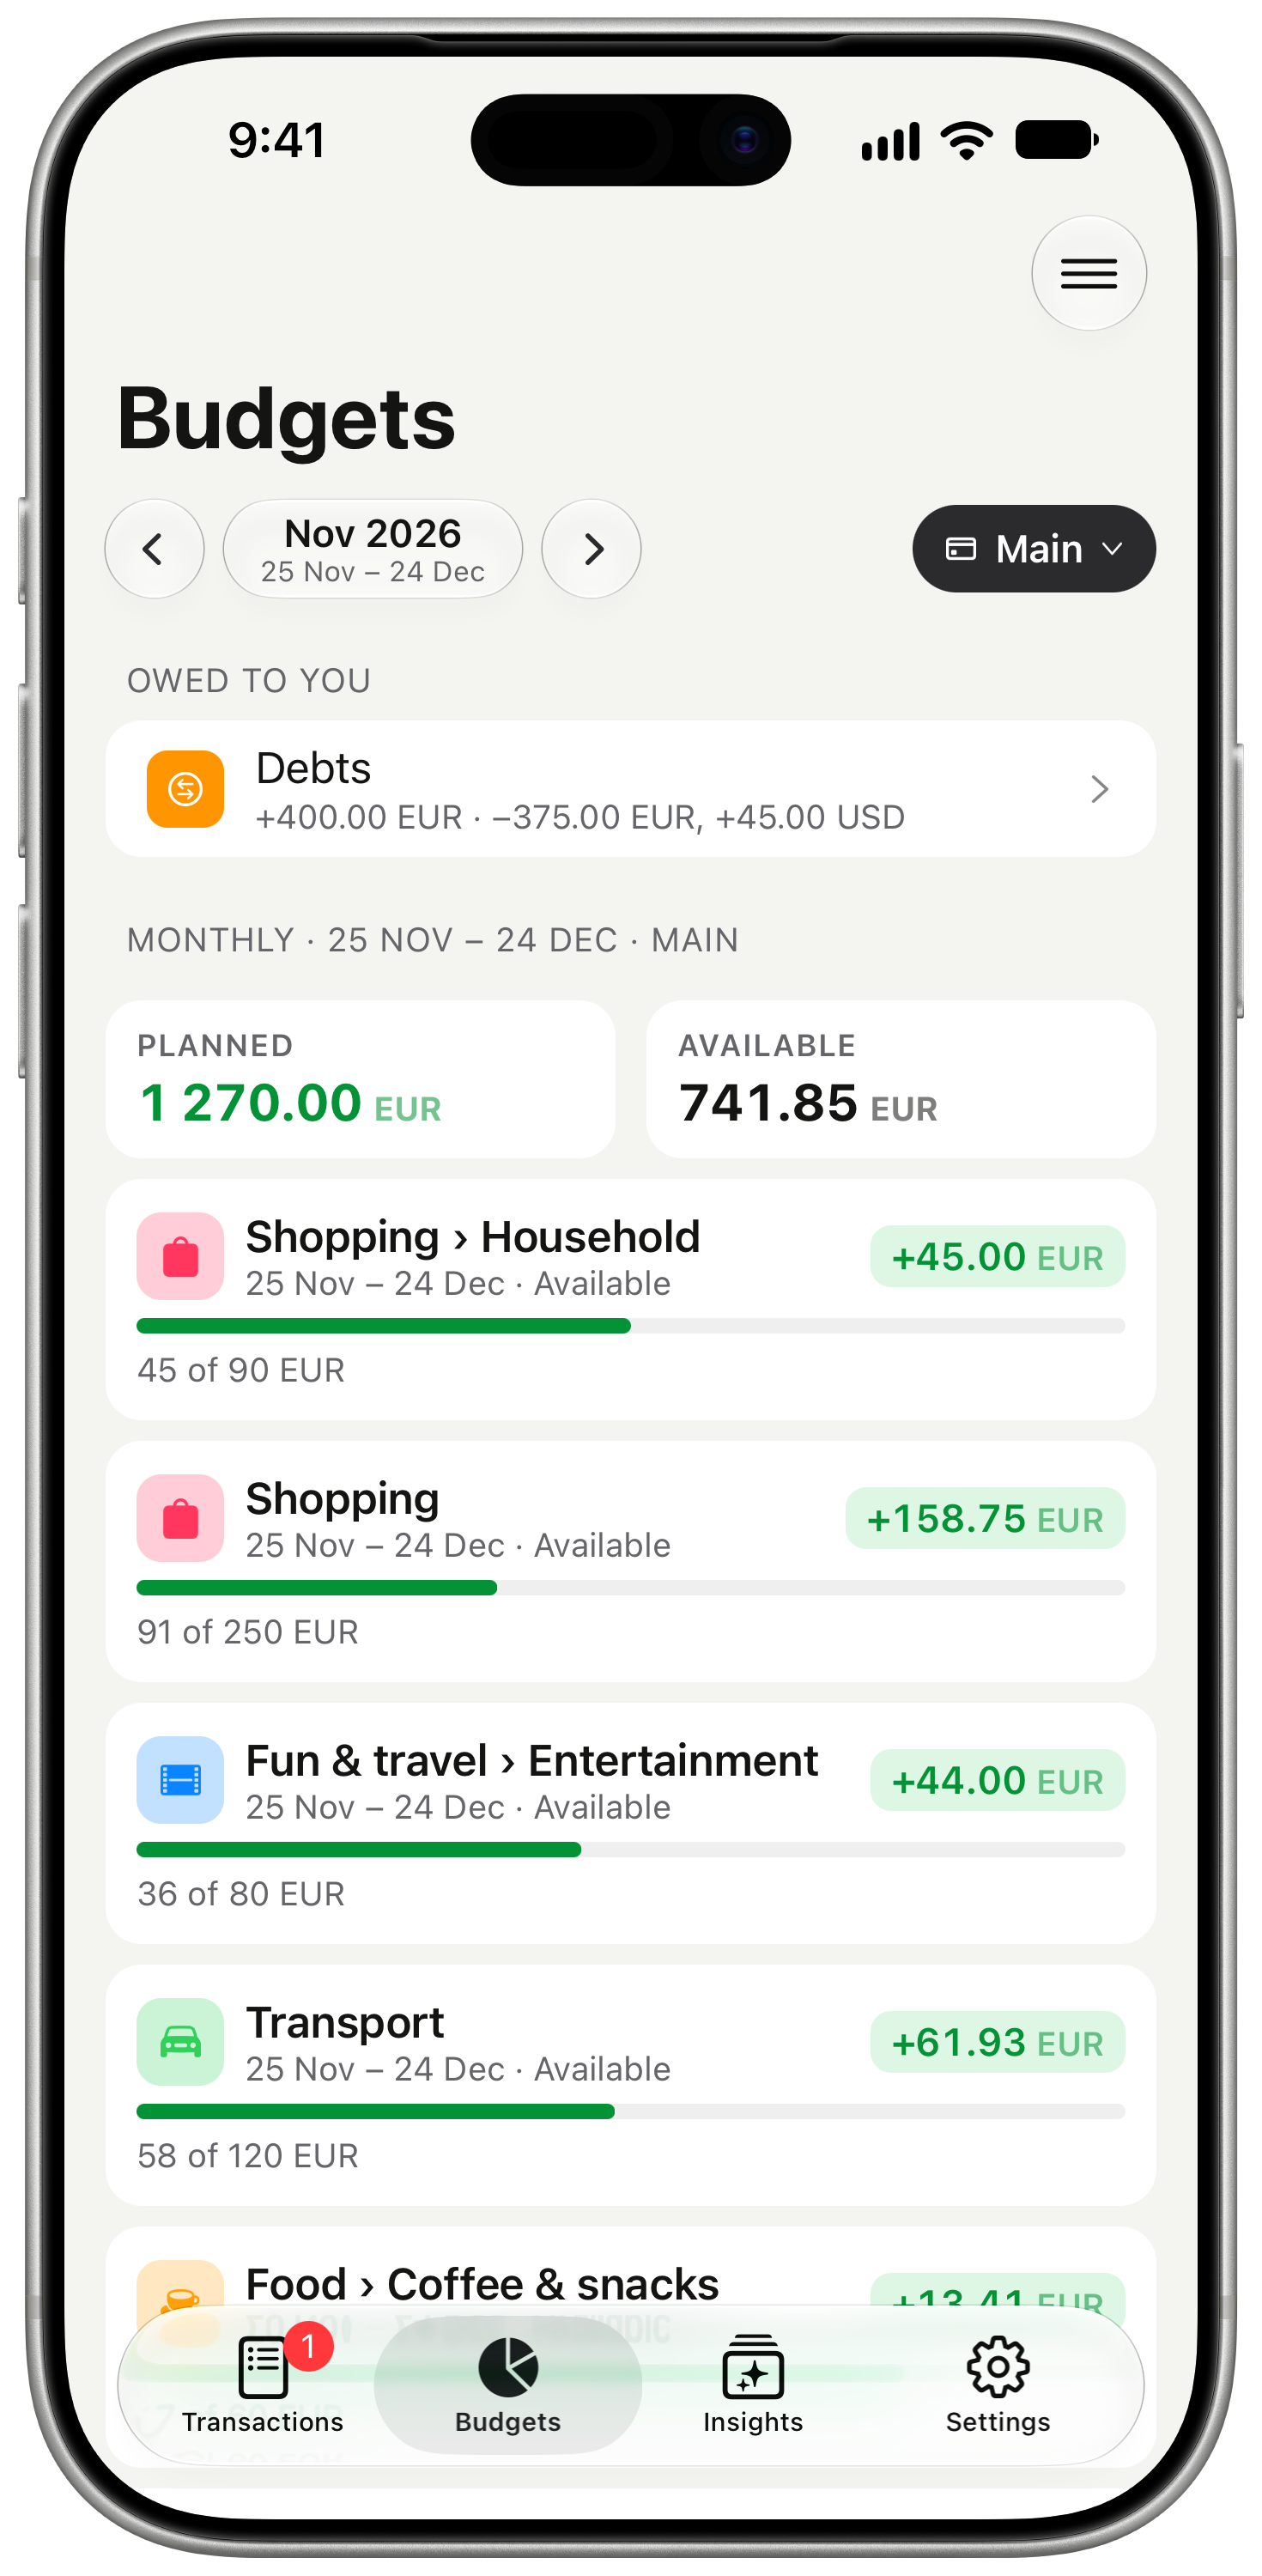 9:41
Budgets
Nov 2026
25 Nov – 24 Dec
Main
OWED TO YOU
Debts
+400.00 EUR · −375.00 EUR, +45.00 USD
MONTHLY · 25 NOV – 24 DEC · MAIN
PLANNED
1 270.00 EUR
AVAILABLE
741.85 EUR
Shopping › Household
25 Nov – 24 Dec · Available
+45.00 EUR
45 of 90 EUR
Shopping
25 Nov – 24 Dec · Available
+158.75 EUR
91 of 250 EUR
Fun & travel › Entertainment
25 Nov – 24 Dec · Available
+44.00 EUR
36 of 80 EUR
Transport
25 Nov – 24 Dec · Available
+61.93 EUR
58 of 120 EUR
Food › Coffee & snacks
+13.41 EUR
1
Transactions
Budgets
Insights
Settings